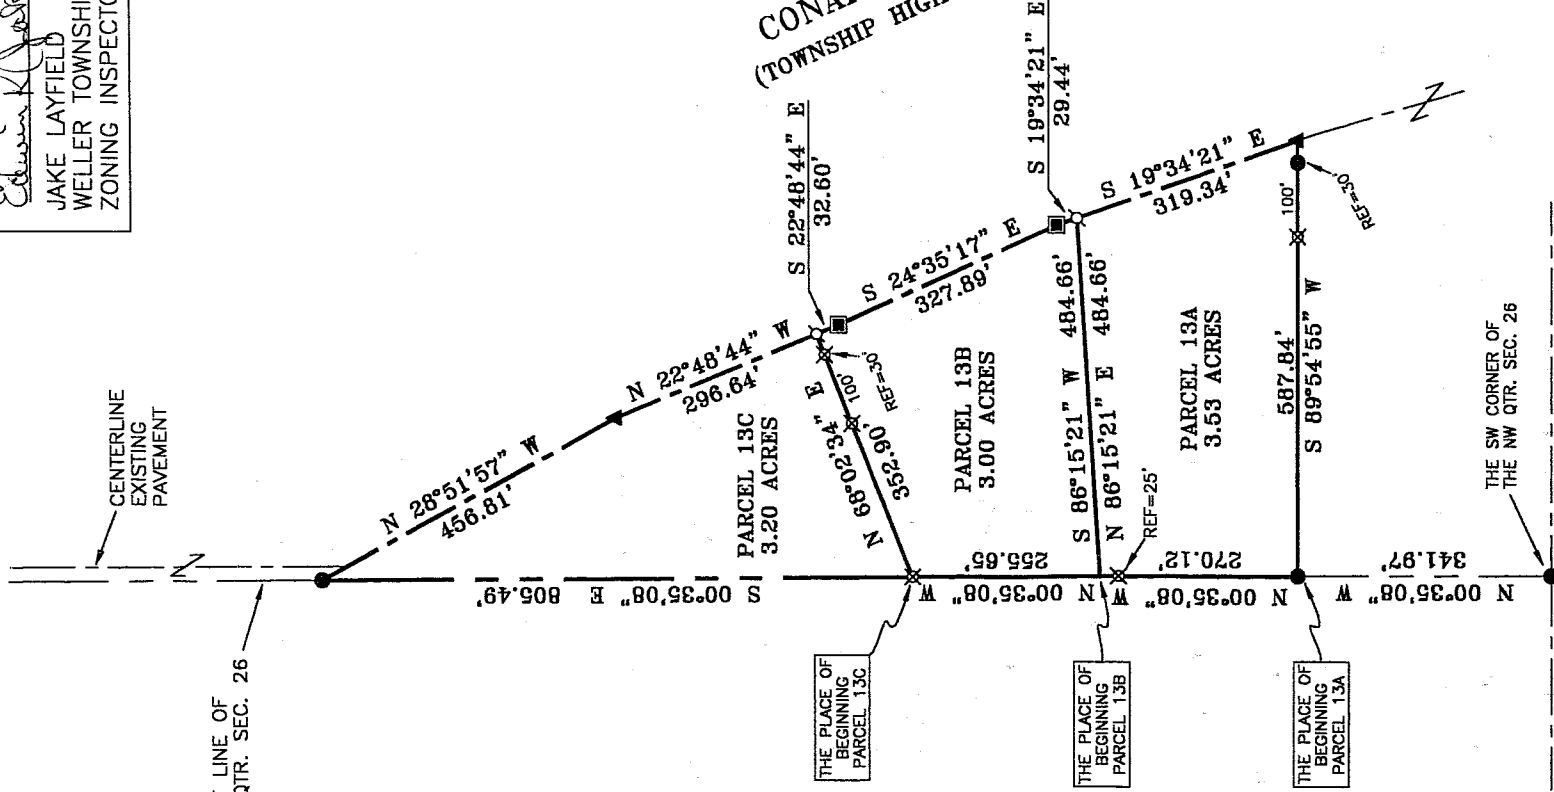 JAKE LAYFIELD
WELLER TOWNSHIP
ZONING
(TOWNSHIP
CENTERLINE
EXISTING
PAVEMENT
LINE OF
QTR. SEC. 26
N 28°51'57" W
456.81'
N 22°48'44" W
296.64'
S 22°48'44" E
32.60'
S 24°35'17" E
327.89'
S 19°34'21" E
29.44'
S 19°34'21" E
319.34'
100'
REF=30'
PARCEL 13C
3.20 ACRES
N 68°02'34" E
352.90'
100'
REF=30'
PARCEL 13B
3.00 ACRES
S 86°15'21" W 484.66'
N 86°15'21" E 484.66'
PARCEL 13A
3.53 ACRES
587.84'
S 89°54'55" W
REF=25'
S 00°35'08" E 805.49'
255.65'
N 00°35'08" W
270.12'
N 00°35'08" W
341.97'
N 00°35'08" W
THE SW CORNER OF
THE NW QTR. SEC. 26
THE PLACE OF
BEGINNING
PARCEL 13C
THE PLACE OF
BEGINNING
PARCEL 13B
THE PLACE OF
BEGINNING
PARCEL 13A